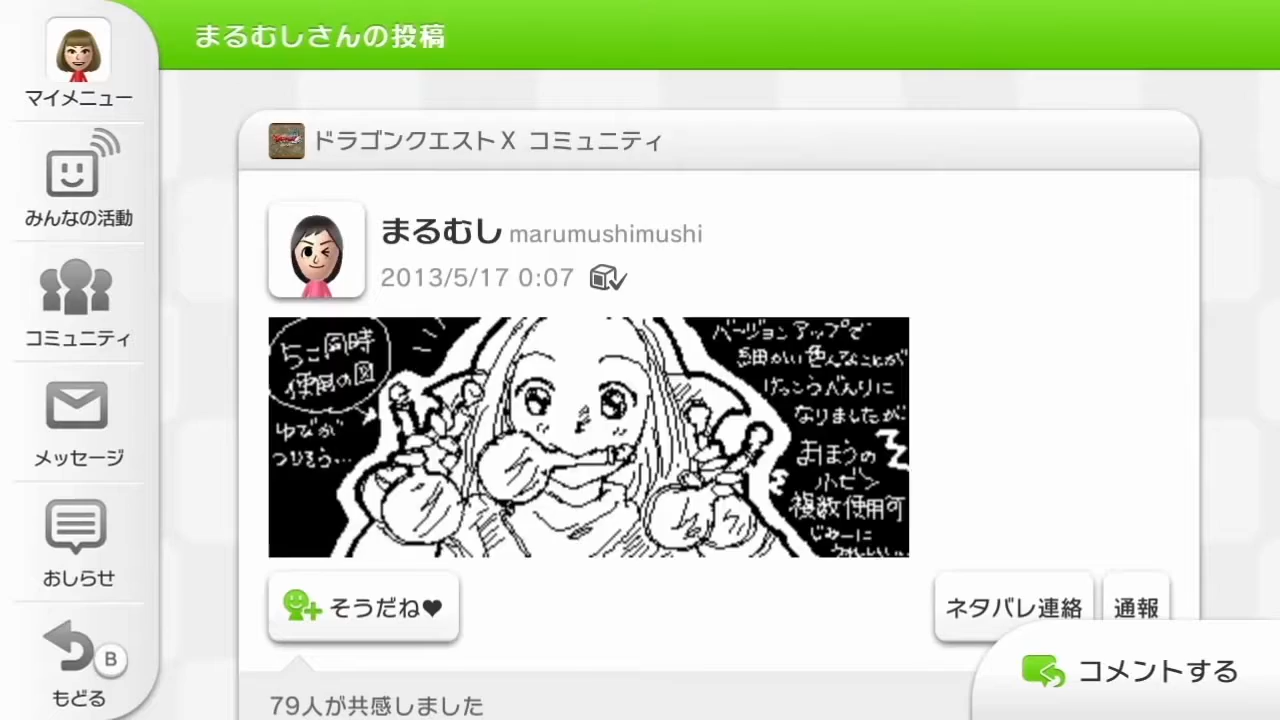 まるむしさんの投稿
マイメニュー
みんなの活動
コミュニティ
メッセージ
おしらせ
B
もどる
ドラゴンクエストX コミュニティ
まるむし marumushimushi
2013/5/17 0:07
5こ同時
使用の図
ゆびが
つりそう…
バージョンアップで
細かい色んなことが
けっこうべんりに
なりましたが
まほうの
小ビン
複数使用可
じみーに
うれしいい
そうだね♥
ネタバレ連絡
通報
コメントする
79人が共感しました